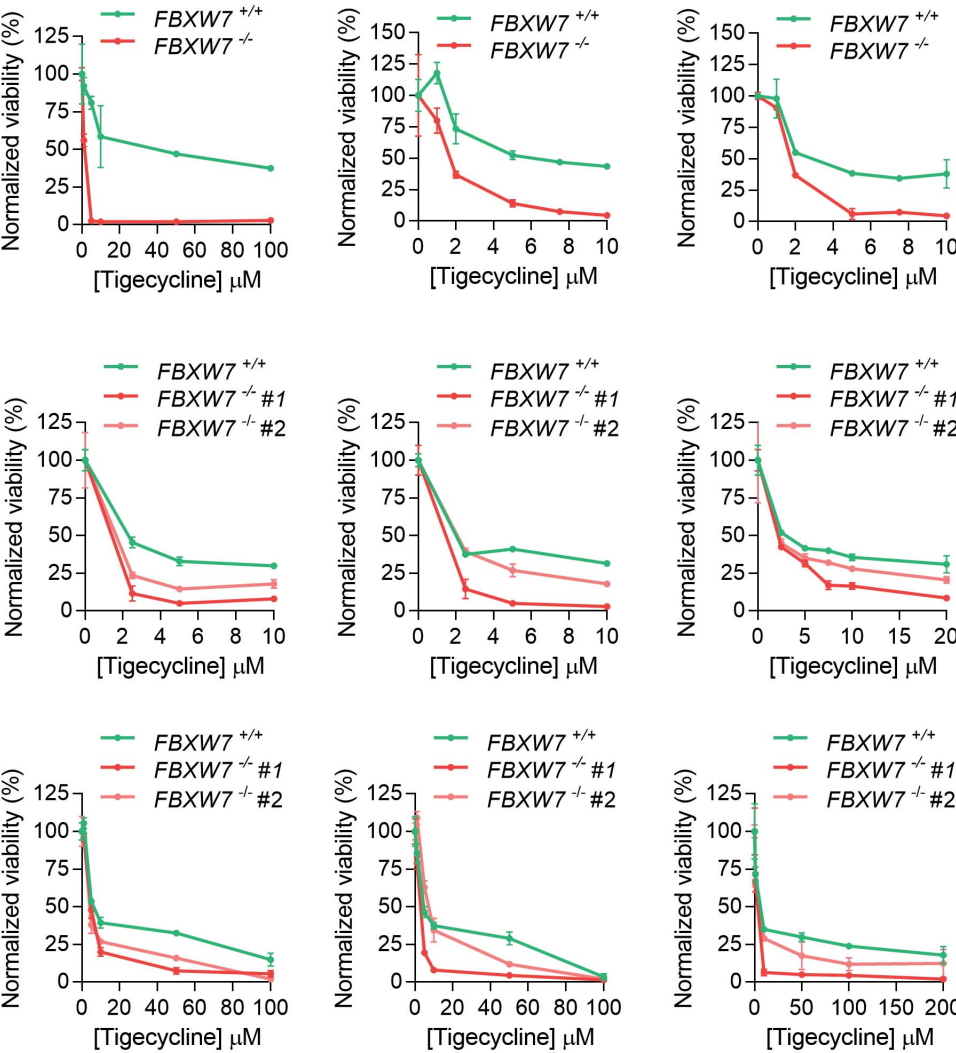 FBXW7 +/+
FBXW7 -/-
Normalized viability (%)
125
100
75
50
25
0
0 20 40 60 80 100
[Tigecycline] μM
FBXW7 +/+
FBXW7 -/-
Normalized viability (%)
150
125
100
75
50
25
0
0 2 4 6 8 10
[Tigecycline] μM
FBXW7 +/+
FBXW7 -/-
Normalized viability (%)
150
125
100
75
50
25
0
0 2 4 6 8 10
[Tigecycline] μM
FBXW7 +/+
FBXW7 -/- #1
FBXW7 -/- #2
Normalized viability (%)
125
100
75
50
25
0
0 2 4 6 8 10
[Tigecycline] μM
FBXW7 +/+
FBXW7 -/- #1
FBXW7 -/- #2
Normalized viability (%)
125
100
75
50
25
0
0 2 4 6 8 10
[Tigecycline] μM
FBXW7 +/+
FBXW7 -/- #1
FBXW7 -/- #2
Normalized viability (%)
125
100
75
50
25
0
0 5 10 15 20
[Tigecycline] μM
FBXW7 +/+
FBXW7 -/- #1
FBXW7 -/- #2
Normalized viability (%)
125
100
75
50
25
0
0 20 40 60 80 100
[Tigecycline] μM
FBXW7 +/+
FBXW7 -/- #1
FBXW7 -/- #2
Normalized viability (%)
125
100
75
50
25
0
0 20 40 60 80 100
[Tigecycline] μM
FBXW7 +/+
FBXW7 -/- #1
FBXW7 -/- #2
Normalized viability (%)
125
100
75
50
25
0
0 50 100 150 200
[Tigecycline] μM